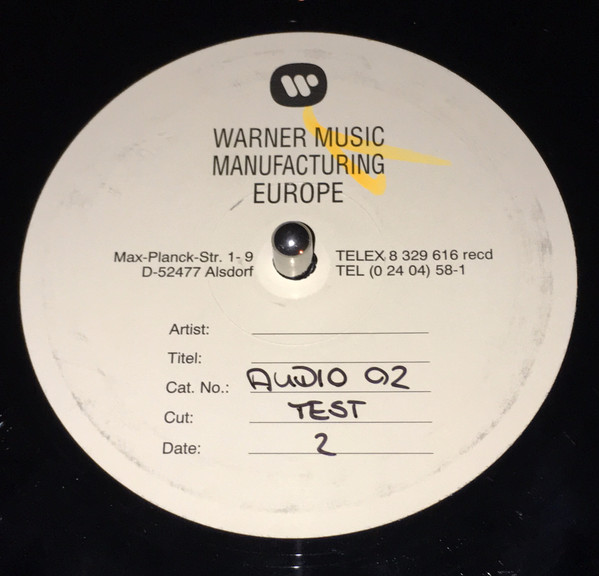 WARNER MUSIC
MANUFACTURING
EUROPE
Max-Planck-Str. 1-9
D-52477 Alsdorf
TELEX 8 329 616 recd
TEL (0 24 04) 58-1
Artist:
Titel:
Cat. No.: AUDIO 02
Cut: TEST
Date: 2